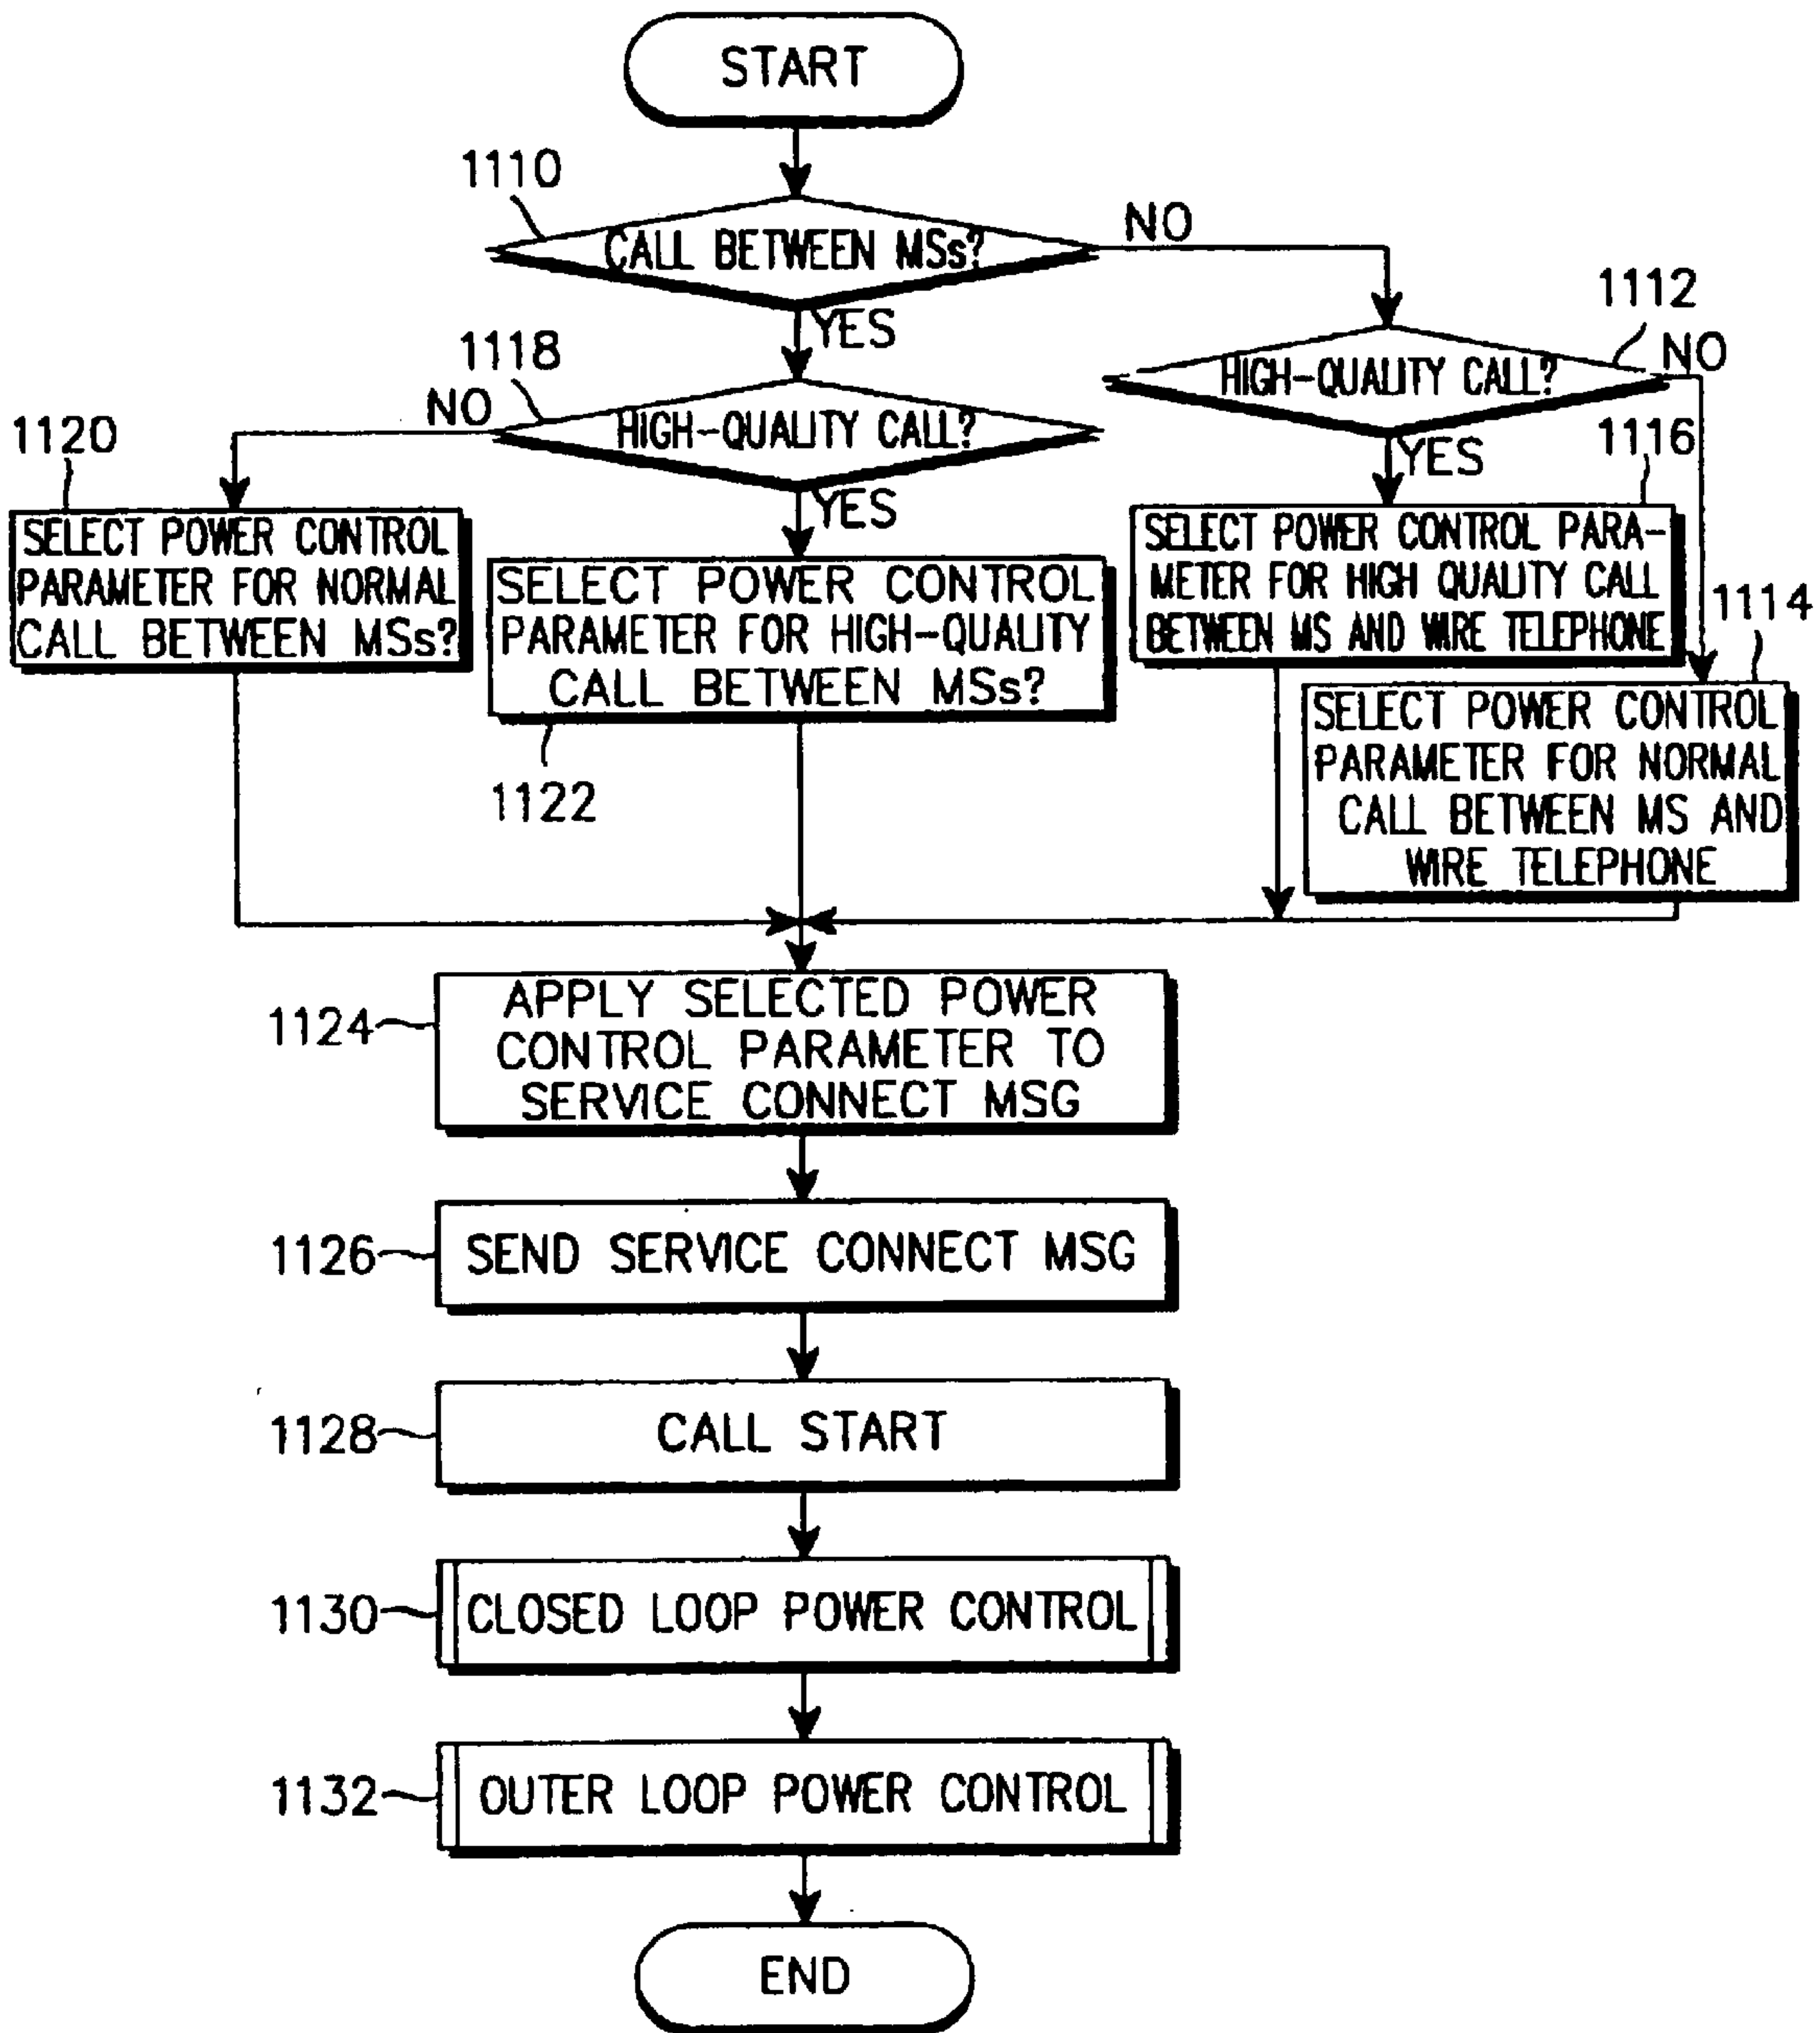 START
1110
CALL BETWEEN MSs?
NO
YES
1112
HIGH-QUALITY CALL?
NO
YES
1118
HIGH-QUALITY CALL?
NO
YES
1120
SELECT POWER CONTROL
PARAMETER FOR NORMAL
CALL BETWEEN MSs?
SELECT POWER CONTROL
PARAMETER FOR HIGH-QUALITY
CALL BETWEEN MSs?
1122
1116
SELECT POWER CONTROL PARA-
METER FOR HIGH QUALITY CALL
BETWEEN MS AND WIRE TELEPHONE
1114
SELECT POWER CONTROL
PARAMETER FOR NORMAL
CALL BETWEEN MS AND
WIRE TELEPHONE
1124
APPLY SELECTED POWER
CONTROL PARAMETER TO
SERVICE CONNECT MSG
1126
SEND SERVICE CONNECT MSG
1128
CALL START
1130
CLOSED LOOP POWER CONTROL
1132
OUTER LOOP POWER CONTROL
END